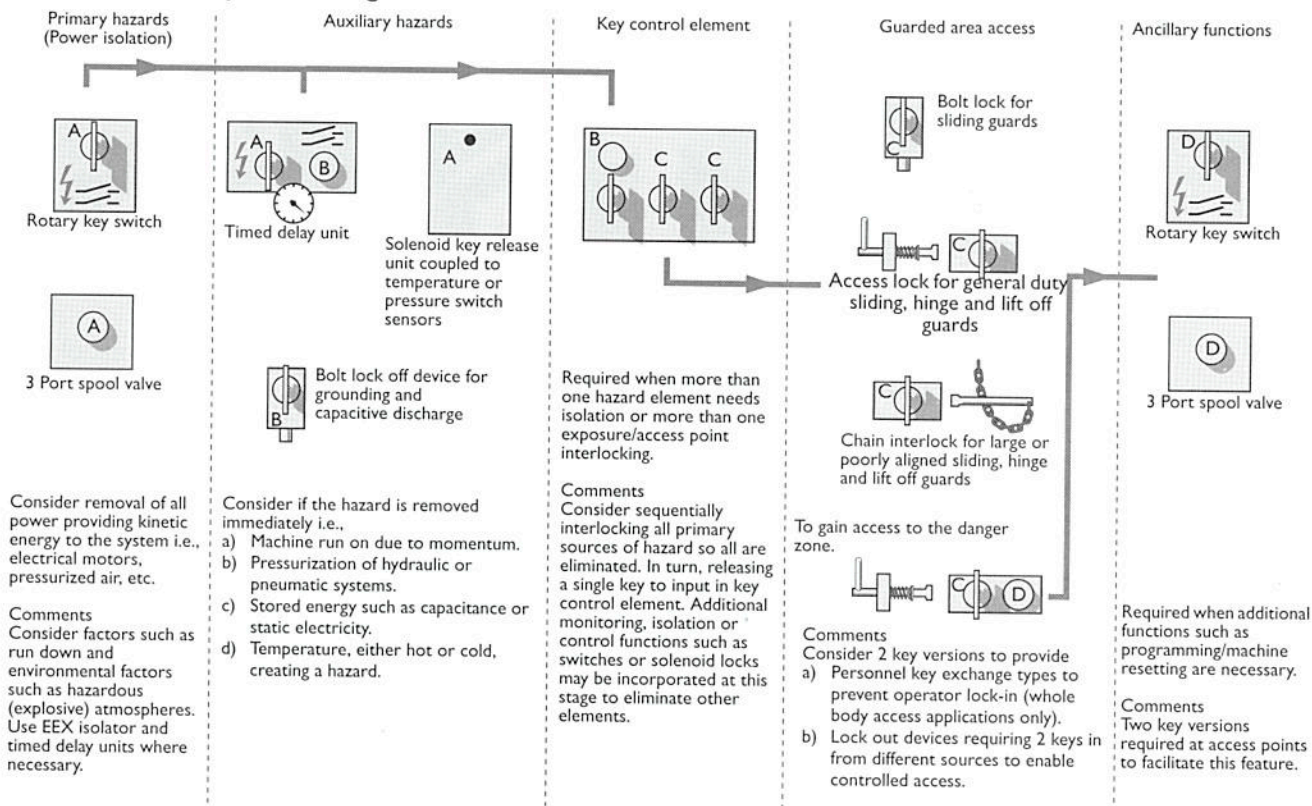 Primary hazards
(Power isolation)
A
Rotary key switch
A
3 Port spool valve
Consider removal of all
power providing kinetic
energy to the system i.e.,
electrical motors,
pressurized air, etc.
Comments
Consider factors such as
run down and
environmental factors
such as hazardous
(explosive) atmospheres.
Use EEX isolator and
timed delay units where
necessary.
Auxiliary hazards
A
B
Timed delay unit
A
Solenoid key release
unit coupled to
temperature or
pressure switch
sensors
B
Bolt lock off device for
grounding and
capacitive discharge
Consider if the hazard is removed
immediately i.e.,
a) Machine run on due to momentum.
b) Pressurization of hydraulic or
pneumatic systems.
c) Stored energy such as capacitance or
static electricity.
d) Temperature, either hot or cold,
creating a hazard.
Key control element
B
C C
Required when more than
one hazard element needs
isolation or more than one
exposure/access point
interlocking.
Comments
Consider sequentially
interlocking all primary
sources of hazard so all are
eliminated. In turn, releasing
a single key to input in key
control element. Additional
monitoring, isolation or
control functions such as
switches or solenoid locks
may be incorporated at this
stage to eliminate other
elements.
Guarded area access
C
Bolt lock for
sliding guards
C
Access lock for general duty
sliding, hinge and lift off
guards
C
Chain interlock for large or
poorly aligned sliding, hinge
and lift off guards
To gain access to the danger
zone.
C D
Comments
Consider 2 key versions to provide
a) Personnel key exchange types to
prevent operator lock-in (whole
body access applications only).
b) Lock out devices requiring 2 keys in
from different sources to enable
controlled access.
Ancillary functions
D
Rotary key switch
D
3 Port spool valve
Required when additional
functions such as
programming/machine
resetting are necessary.
Comments
Two key versions
required at access points
to facilitate this feature.